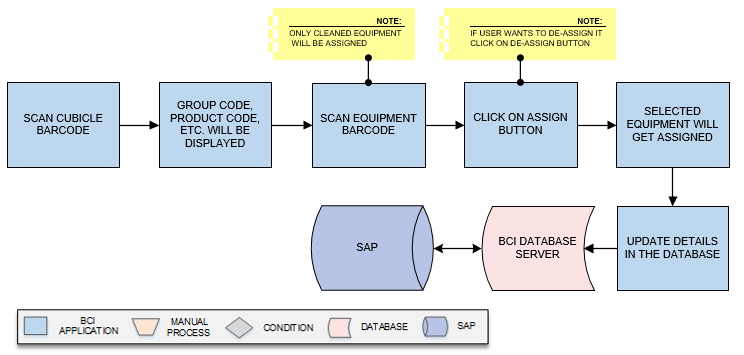 NOTE:
ONLY CLEANED EQUIPMENT
WILL BE ASSIGNED
NOTE:
IF USER WANTS TO DE-ASSIGN IT
CLICK ON DE-ASSIGN BUTTON
SCAN CUBICLE
BARCODE
GROUP CODE,
PRODUCT CODE,
ETC. WILL BE
DISPLAYED
SCAN EQUIPMENT
BARCODE
CLICK ON ASSIGN
BUTTON
SELECTED
EQUIPMENT WILL
GET ASSIGNED
SAP
BCI DATABASE
SERVER
UPDATE DETAILS
IN THE DATABASE
BCI
APPLICATION
MANUAL
PROCESS
CONDITION
DATABASE
SAP